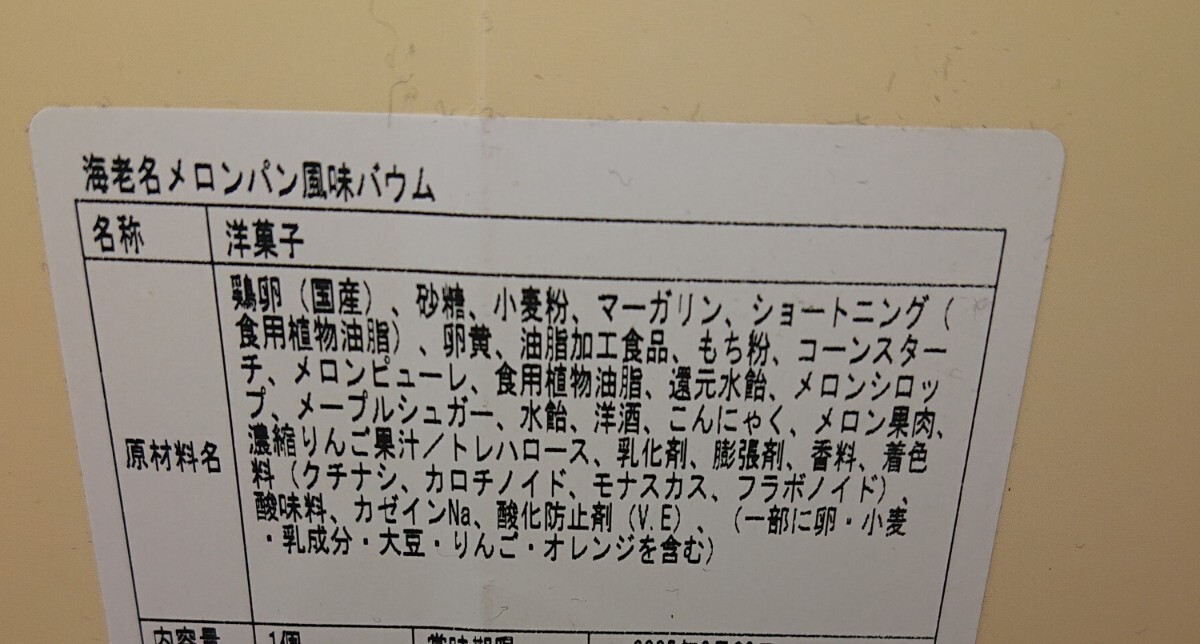 海老名メロンパン風味バウム
名称 洋菓子
原材料名
鶏卵（国産）、砂糖、小麦粉、マーガリン、ショートニング（
食用植物油脂）、卵黄、油脂加工食品、もち粉、コーンスター
チ、メロンピューレ、食用植物油脂、還元水飴、メロンシロッ
プ、メープルシュガー、水飴、洋酒、こんにゃく、メロン果肉、
濃縮りんご果汁／トレハロース、乳化剤、膨張剤、香料、着色
料（クチナシ、カロチノイド、モナスカス、フラボノイド）、
酸味料、カゼインNa、酸化防止剤（V.E）、（一部に卵・小麦
・乳成分・大豆・りんご・オレンジを含む）
内容量 1個 賞味期限